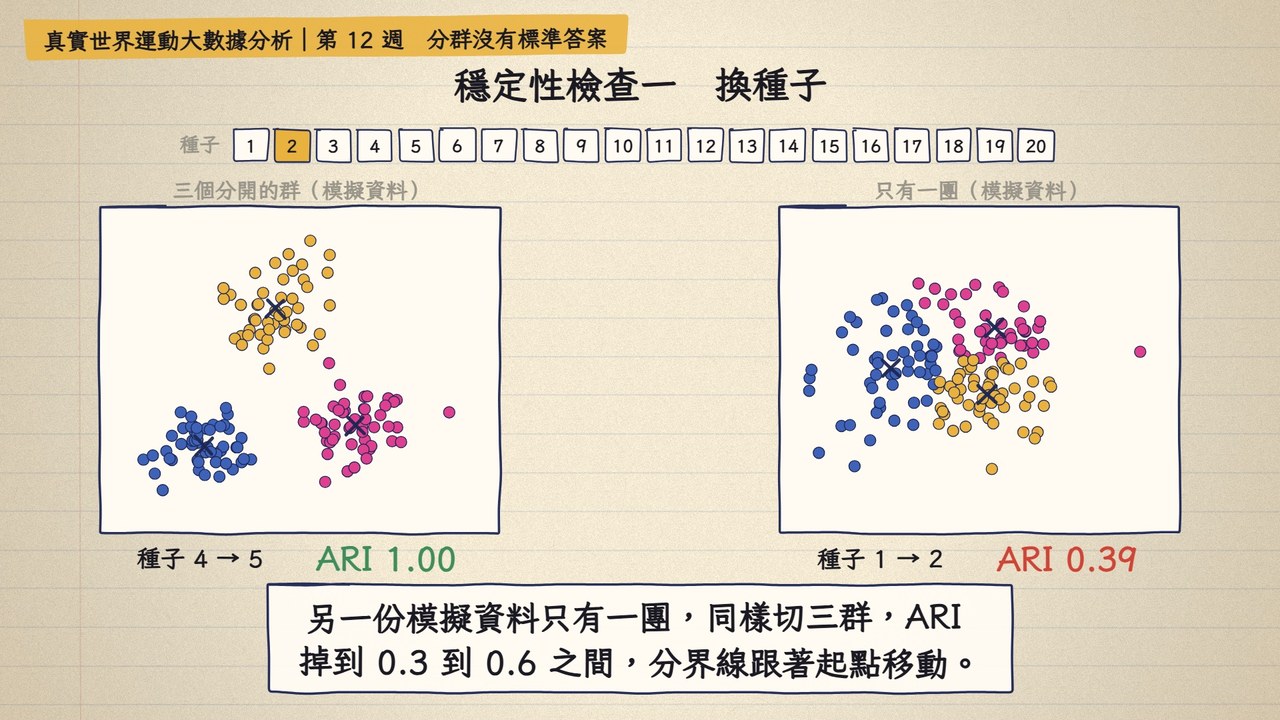 真實世界運動大數據分析｜第 12 週　分群沒有標準答案
穩定性檢查一　換種子
種子 1 2 3 4 5 6 7 8 9 10 11 12 13 14 15 16 17 18 19 20
三個分開的群（模擬資料）
只有一團（模擬資料）
種子 4 → 5　ARI 1.00
種子 1 → 2　ARI 0.39
另一份模擬資料只有一團，同樣切三群，ARI
掉到 0.3 到 0.6 之間，分界線跟著起點移動。